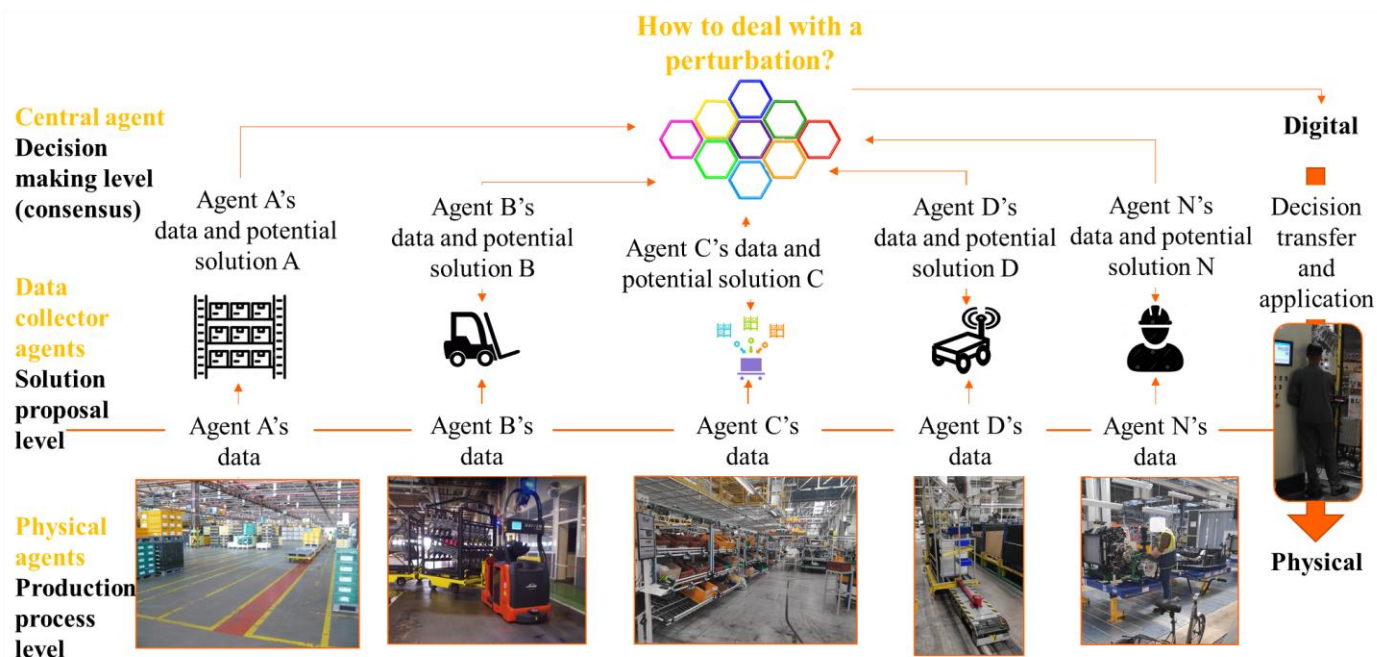 How to deal with a
perturbation?
Central agent
Decision
making level
(consensus)
Digital
Agent A's
data and potential
solution A
Agent B's
data and potential
solution B
Agent C's data and
potential solution C
Agent D's
data and potential
solution D
Agent N's
data and potential
solution N
Decision
transfer
and
application
Data
collector
agents
Solution
proposal
level
Agent A's
data
Agent B's
data
Agent C's
data
Agent D's
data
Agent N's
data
Physical
agents
Production
process
level
Physical